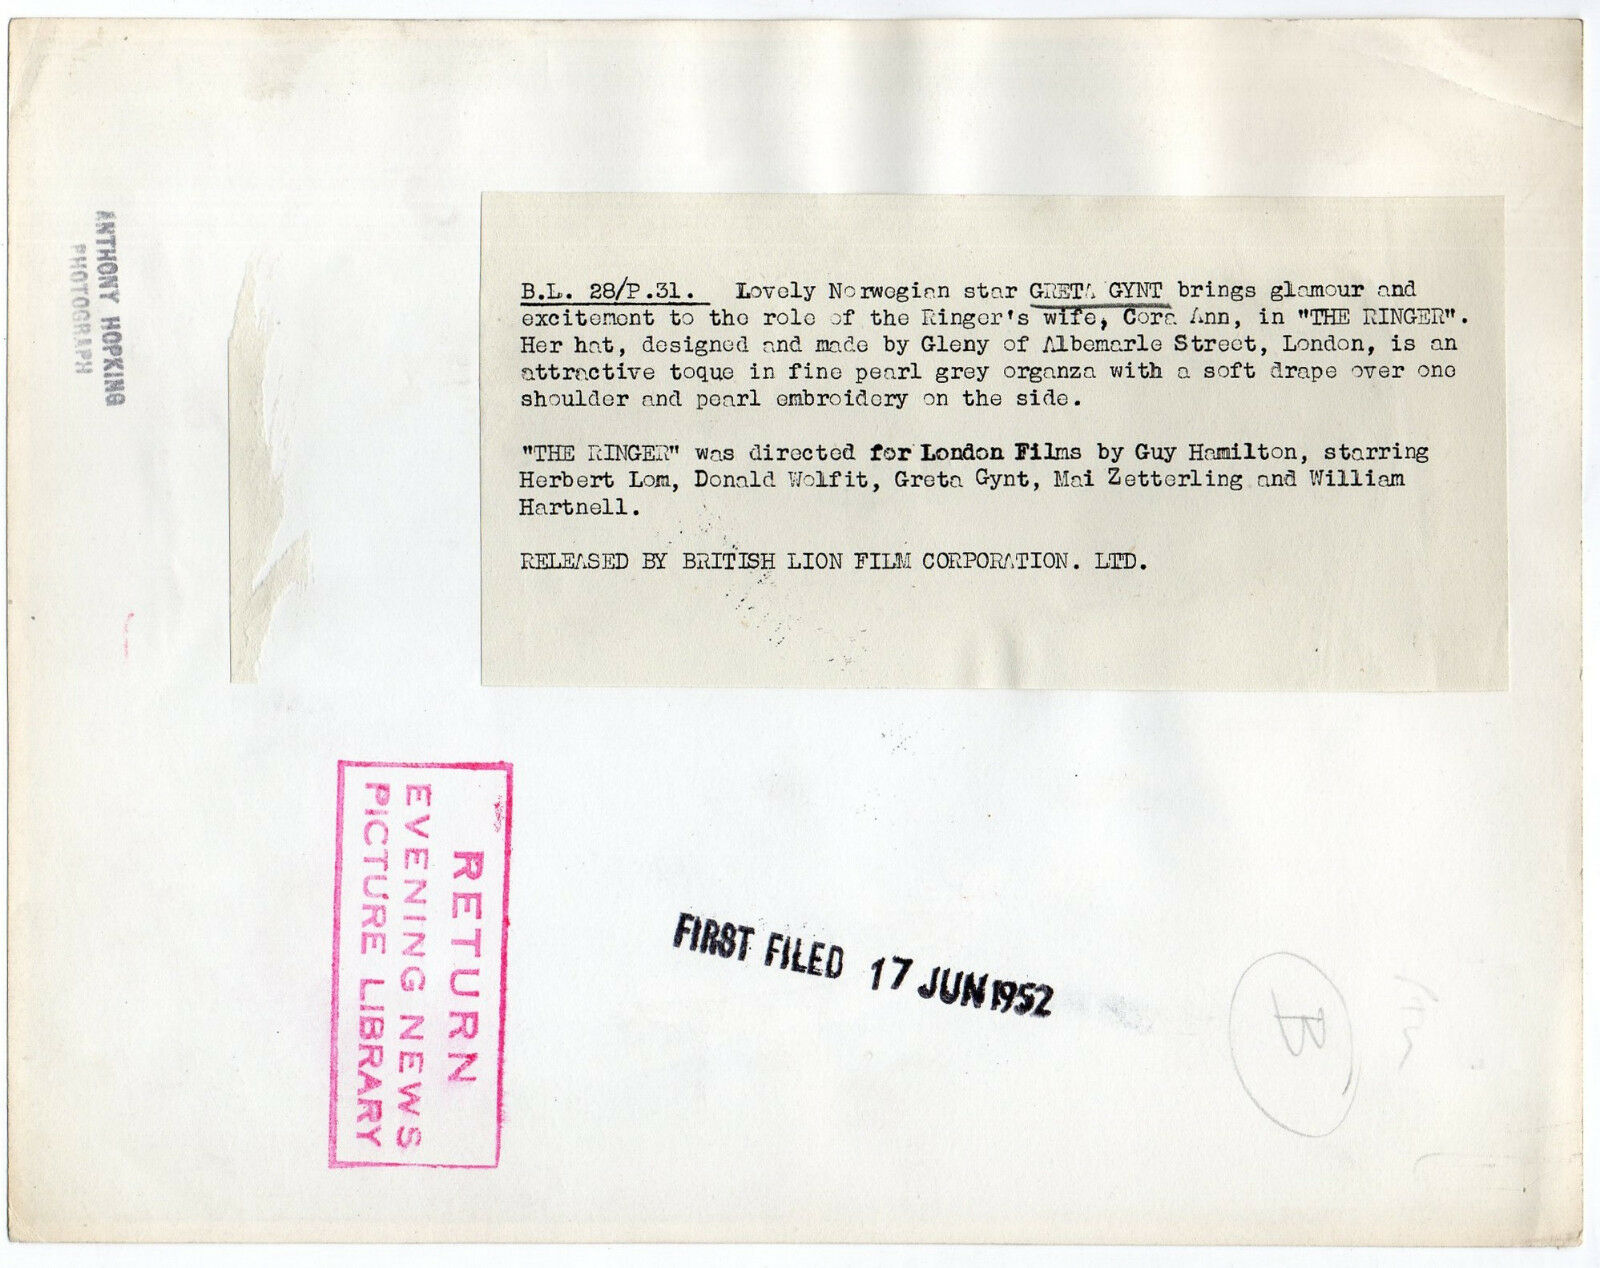 ANTHONY HOPKING
PHOTOGRAPH
B.L. 28/P.31. Lovely Norwegian star GRETA GYNT brings glamour and
excitement to the role of the Ringer's wife, Cora Ann, in "THE RINGER".
Her hat, designed and made by Gleny of Albemarle Street, London, is an
attractive toque in fine pearl grey organza with a soft drape over one
shoulder and pearl embroidery on the side.
"THE RINGER" was directed for London Films by Guy Hamilton, starring
Herbert Lom, Donald Wolfit, Greta Gynt, Mai Zetterling and William
Hartnell.
RELEASED BY BRITISH LION FILM CORPORATION. LTD.
RETURN
EVENING NEWS
PICTURE LIBRARY
FIRST FILED 17 JUN 1952
B